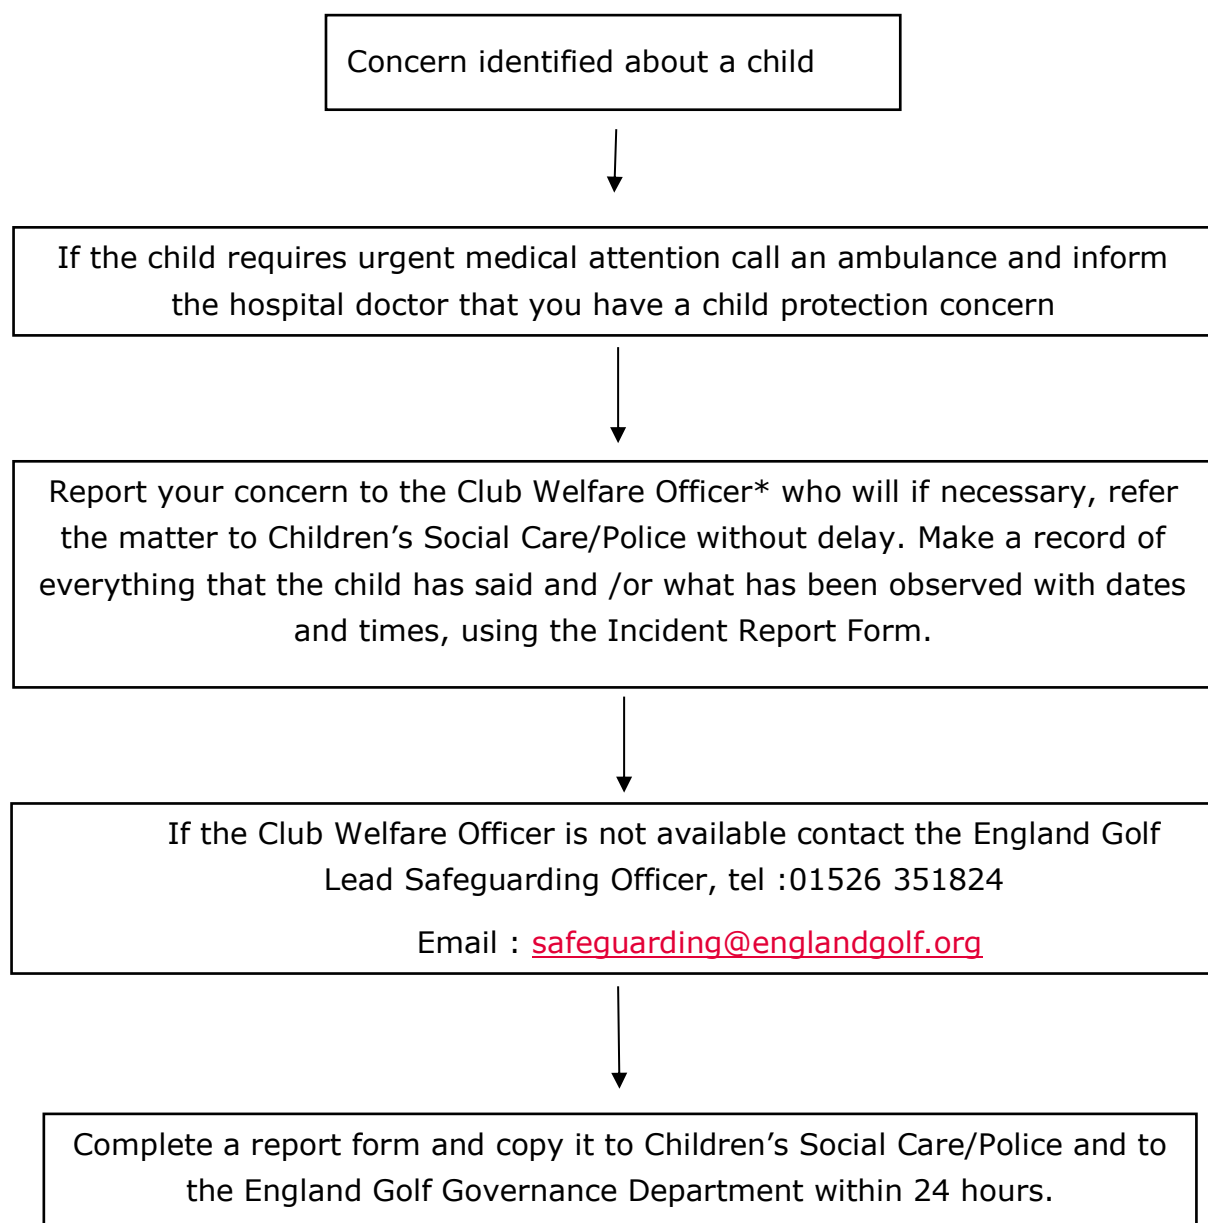 Concern identified about a child
If the child requires urgent medical attention call an ambulance and inform
the hospital doctor that you have a child protection concern
Report your concern to the Club Welfare Officer* who will if necessary, refer
the matter to Children’s Social Care/Police without delay. Make a record of
everything that the child has said and /or what has been observed with dates
and times, using the Incident Report Form.
If the Club Welfare Officer is not available contact the England Golf
Lead Safeguarding Officer, tel :01526 351824
Email : safeguarding@englandgolf.org
Complete a report form and copy it to Children’s Social Care/Police and to
the England Golf Governance Department within 24 hours.